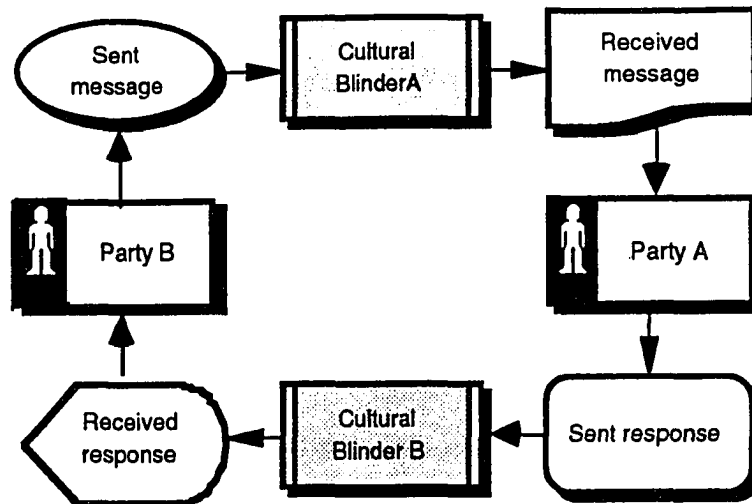 Sent
message
Cultural
BlinderA
Received
message
Party B
Party A
Received
response
Cultural
Blinder B
Sent response